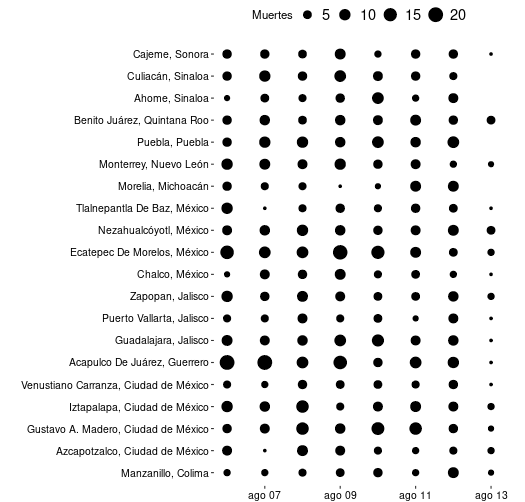 Muertes 5 10 15 20
Cajeme, Sonora
Culiacán, Sinaloa
Ahome, Sinaloa
Benito Juárez, Quintana Roo
Puebla, Puebla
Monterrey, Nuevo León
Morelia, Michoacán
Tlalnepantla De Baz, México
Nezahualcóyotl, México
Ecatepec De Morelos, México
Chalco, México
Zapopan, Jalisco
Puerto Vallarta, Jalisco
Guadalajara, Jalisco
Acapulco De Juárez, Guerrero
Venustiano Carranza, Ciudad de México
Iztapalapa, Ciudad de México
Gustavo A. Madero, Ciudad de México
Azcapotzalco, Ciudad de México
Manzanillo, Colima
ago 07 ago 09 ago 11 ago 13